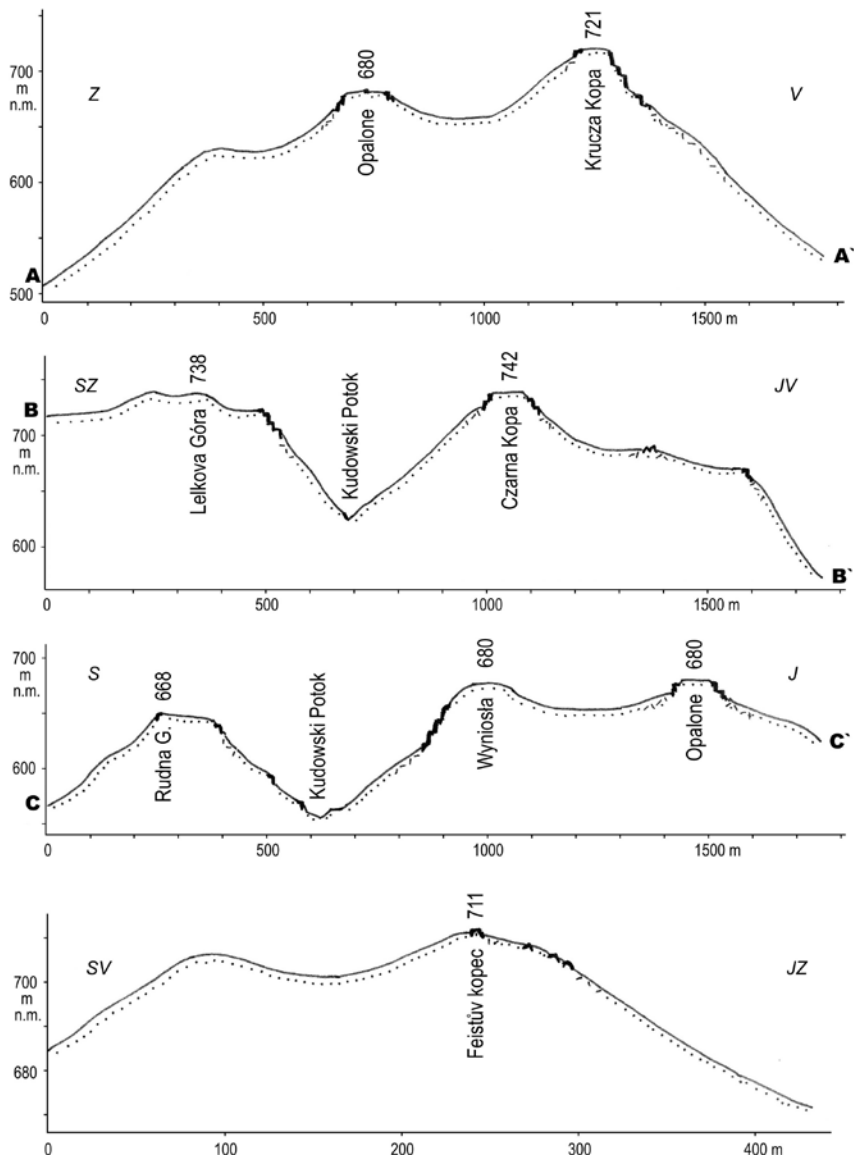 721
700
m
n.m.
680
Z
V
Opalone
Krucza Kopa
600
A
A`
500
0
500
1000
1500 m
SZ
738
Kudowski Potok
742
JV
B
700
m
n.m.
Lelkova Góra
Czarna Kopa
600
B`
0
500
1000
1500 m
700
m
n.m.
S
668
Kudowski Potok
680
680
J
Rudna G.
Wyniosła
Opalone
C`
600
C
0
500
1000
1500 m
711
SV
JZ
700
m
n.m.
Feistův kopec
680
0
100
200
300
400 m